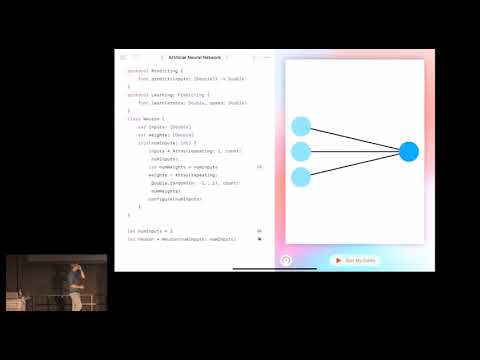 Artificial Neural Network
protocol Predicting {
func predict(inputs: [Double]) -> Double
}
protocol Learning: Predicting {
func learn(error: Double, speed: Double)
}
class Neuron {
var inputs: [Double]
var weights: [Double]
init(numInputs: Int) {
inputs = Array(repeating: 1, count:
numInputs)
var numWeights = numInputs
weights = Array(repeating:
Double.random(in: -1...1), count:
numWeights)
configure(numInputs)
}
}
let numInputs = 3
let neuron = Neuron(numInputs: numInputs)
Run My Code